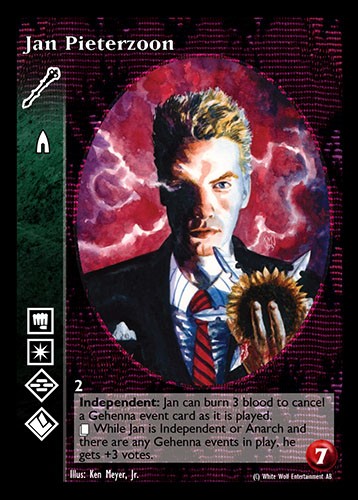 Jan Pieterzoon
2
Independent: Jan can burn 3 blood to cancel
a Gehenna event card as it is played.
While Jan is Independent or Anarch and
there are any Gehenna events in play, he
gets +3 votes.
7
Illus: Ken Meyer, Jr.
(C) White Wolf Entertainment AB